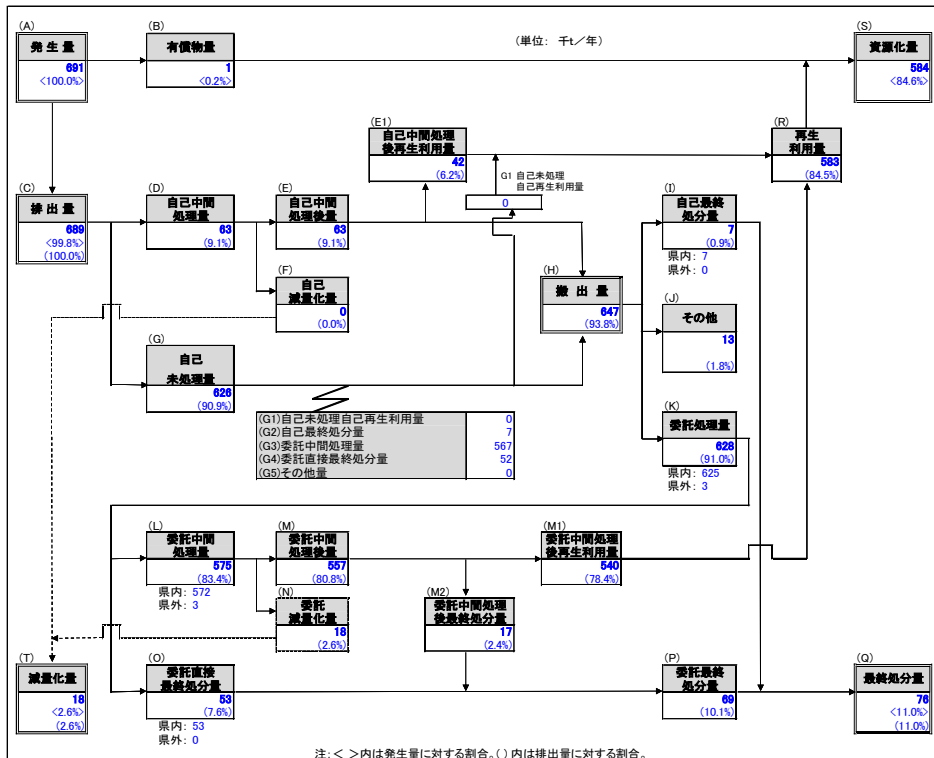 (A)
発 生 量
691
<100.0%>
(B)
有償物量
1
<0.2%>
(単位: 千t/年)
(S)
資源化量
584
<84.6%>
(E1)
自己中間処理
後再生利用量
42
(6.2%)
(R)
再生
利用量
583
(84.5%)
G1 自己未処理
自己再生利用量
0
(C)
排 出 量
689
<99.8%>
(100.0%)
(D)
自己中間
処理量
63
(9.1%)
(E)
自己中間
処理後量
63
(9.1%)
(I)
自己最終
処分量
7
(0.9%)
県内: 7
県外: 0
(F)
自己
減量化量
0
(0.0%)
(H)
搬 出 量
647
(93.8%)
(J)
その他
13
(1.8%)
(G)
自己
未処理量
626
(90.9%)
(G1)自己未処理自己再生利用量 0
(G2)自己最終処分量 7
(G3)委託中間処理量 567
(G4)委託直接最終処分量 52
(G5)その他量 0
(K)
委託処理量
628
(91.0%)
県内: 625
県外: 3
(L)
委託中間
処理量
575
(83.4%)
県内: 572
県外: 3
(M)
委託中間
処理後量
557
(80.8%)
(M1)
委託中間処理
後再生利用量
540
(78.4%)
(N)
委託
減量化量
18
(2.6%)
(M2)
委託中間処理
後最終処分量
17
(2.4%)
(T)
減量化量
18
<2.6%>
(2.6%)
(O)
委託直接
最終処分量
53
(7.6%)
県内: 53
県外: 0
(P)
委託最終
処分量
69
(10.1%)
(Q)
最終処分量
76
<11.0%>
(11.0%)
注:< >内は発生量に対する割合。( )内は排出量に対する割合。